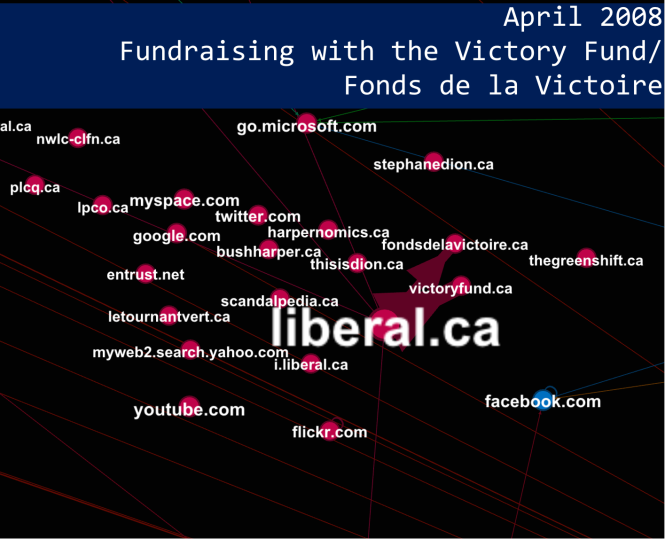 April 2008
Fundraising with the Victory Fund/
Fonds de la Victoire
al.ca
nwlc-clfn.ca
go.microsoft.com
stephanedion.ca
plcq.ca
lpco.ca
myspace.com
twitter.com
google.com
harpernomics.ca
bushharper.ca
fondsdelavictoire.ca
thisisdion.ca
thegreenshift.ca
entrust.net
victoryfund.ca
scandalpedia.ca
letournantvert.ca
liberal.ca
myweb2.search.yahoo.com
i.liberal.ca
youtube.com
facebook.com
flickr.com